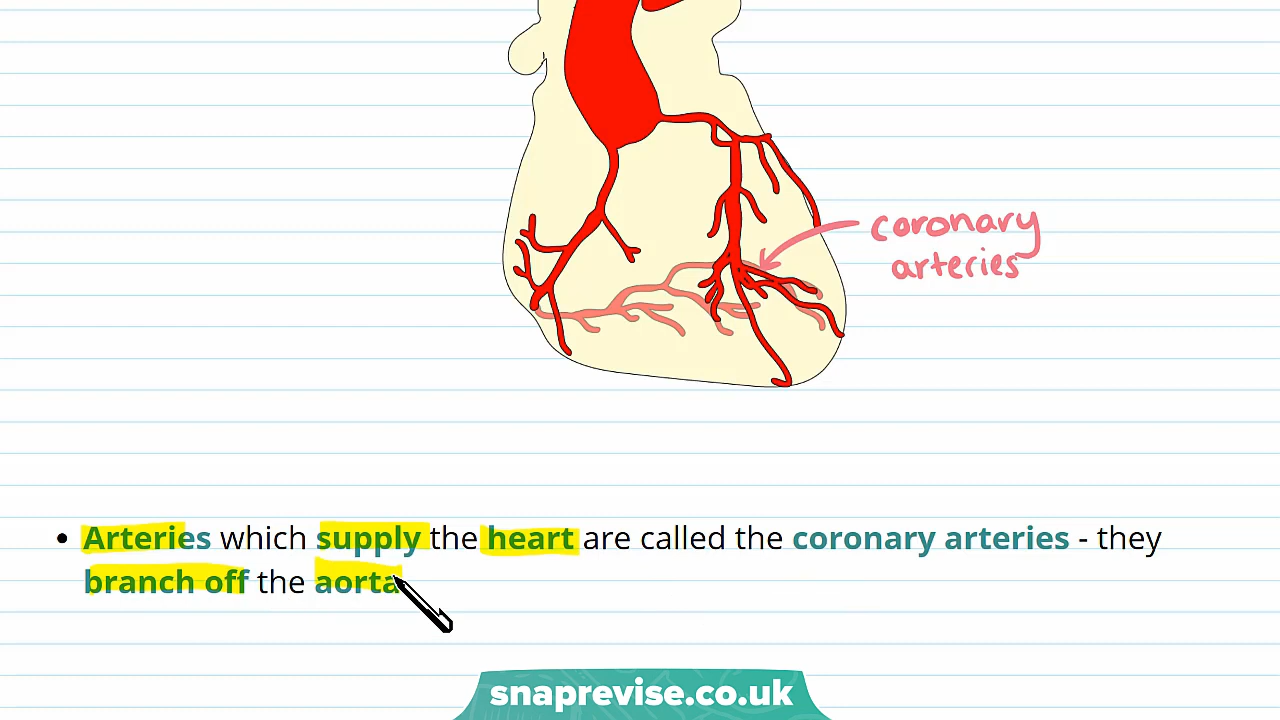 coronary
arteries
• Arteries which supply the heart are called the coronary arteries - they
branch off the aorta
snaprevise.co.uk